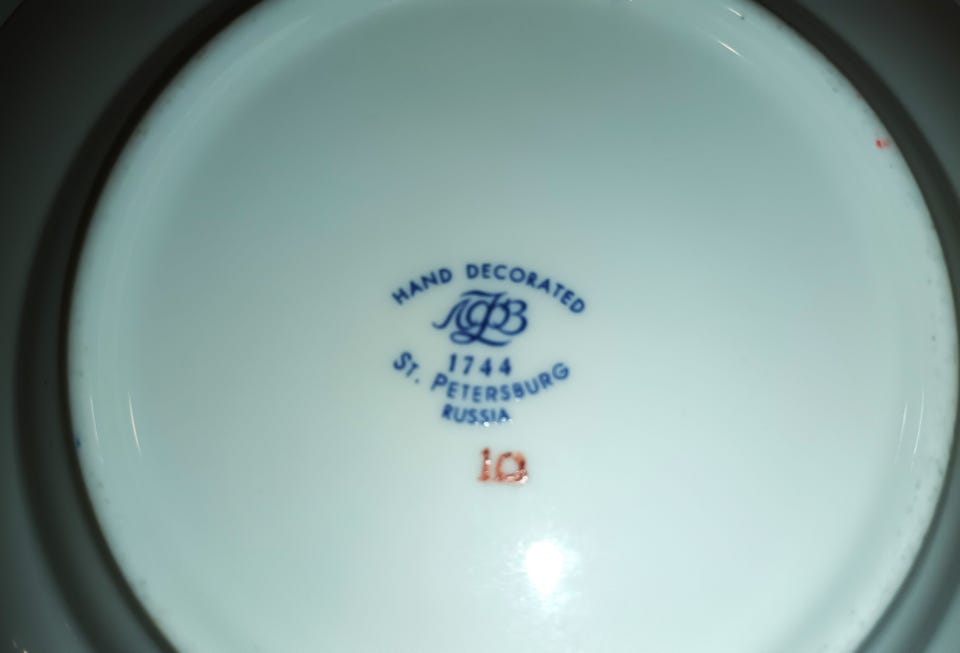 HAND DECORATED
ЛФЗ
1744
ST. PETERSBURG
RUSSIA
10